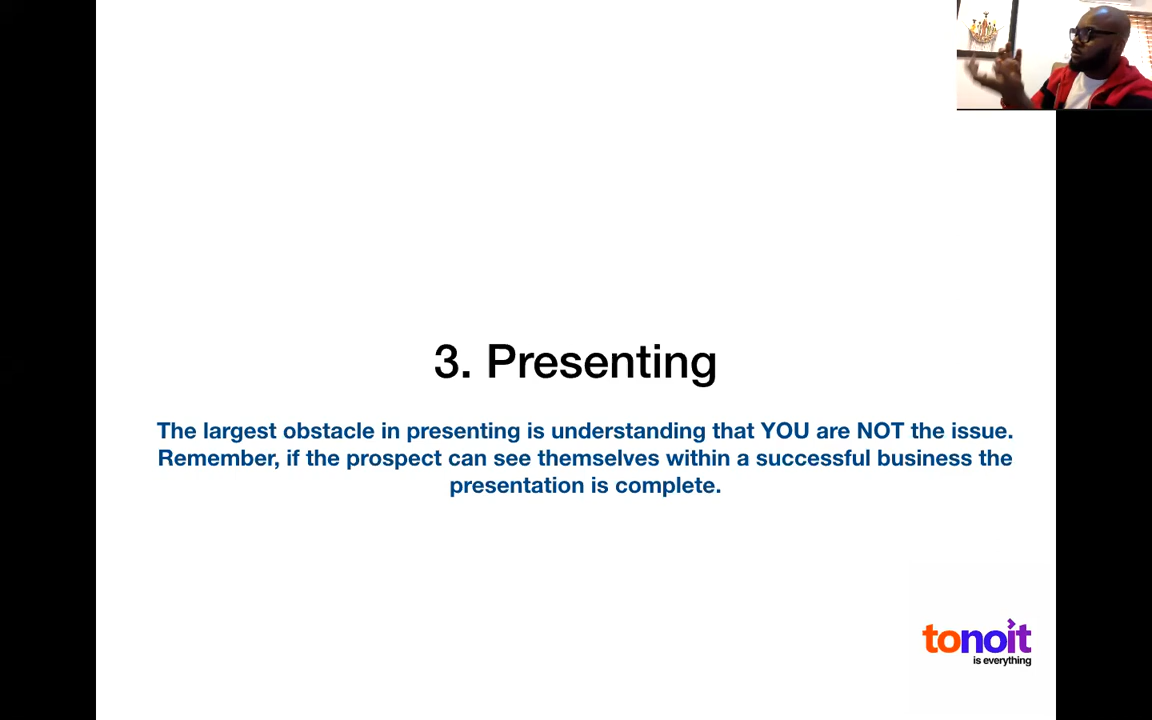 3. Presenting
The largest obstacle in presenting is understanding that YOU are NOT the issue.
Remember, if the prospect can see themselves within a successful business the
presentation is complete.
tonoit
is everything